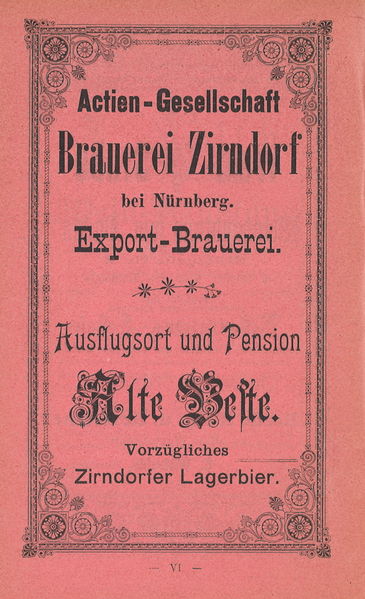 Actien-Gesellschaft
Brauerei Zirndorf
bei Nürnberg.
Export-Brauerei.
Ausflugsort und Pension
Alte Veste.
Vorzügliches
Zirndorfer Lagerbier.
— VI —